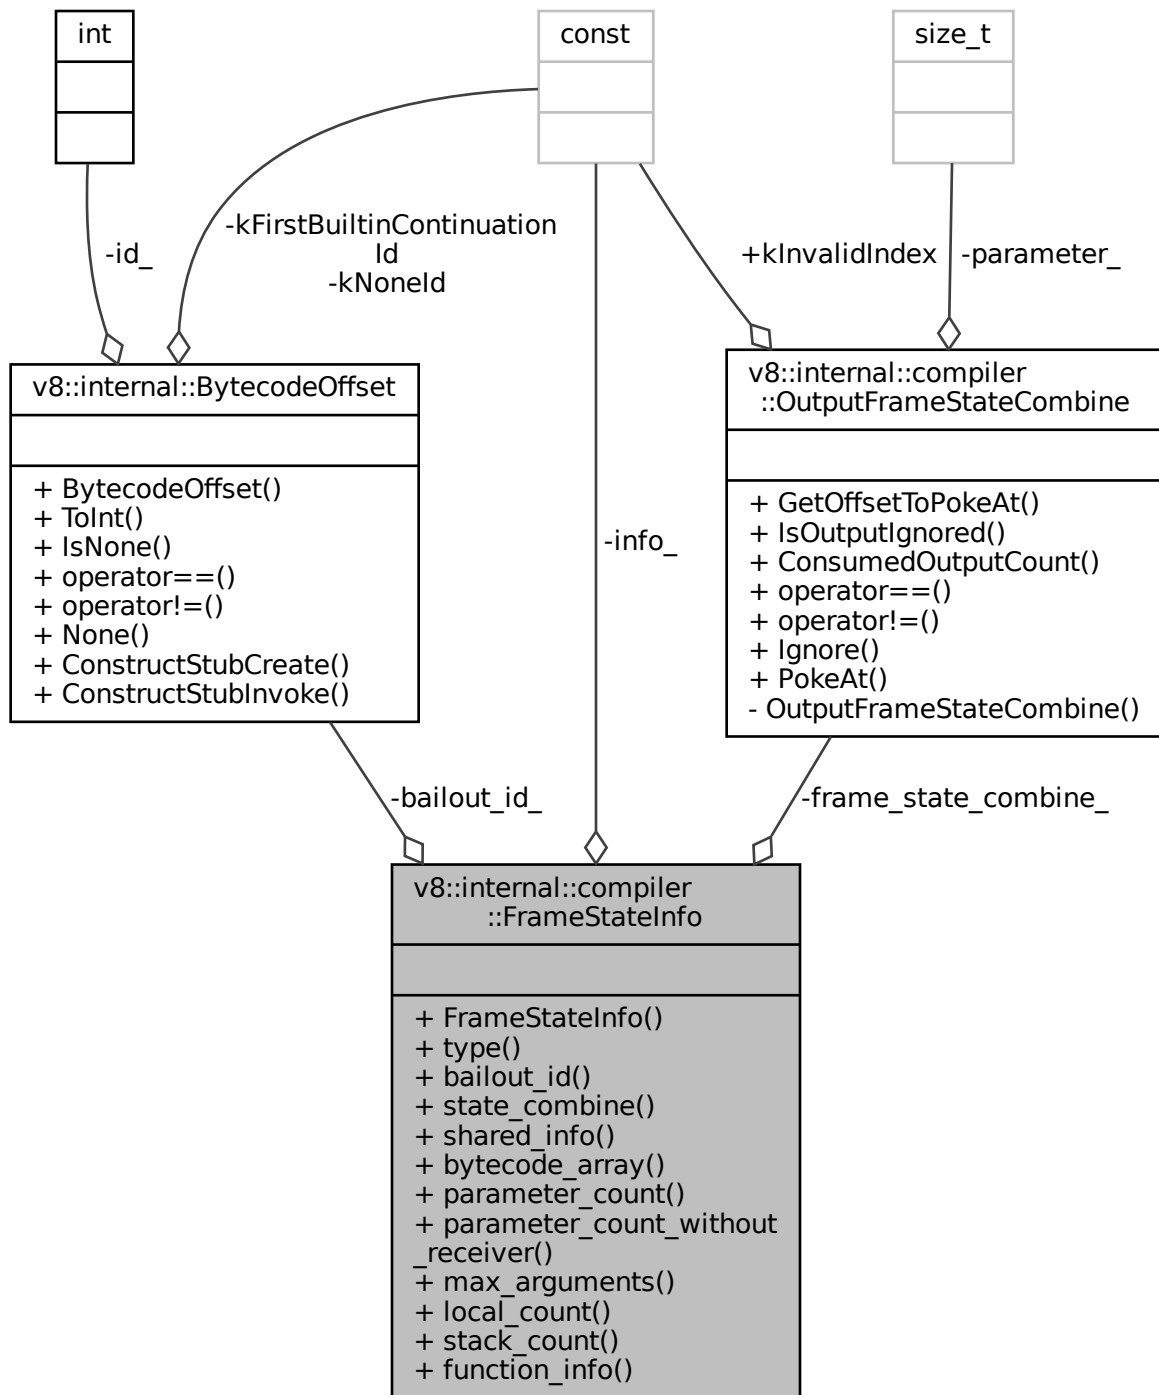 int
const
size_t
-kFirstBuiltinContinuation
Id
-kNoneId
-id_
+kInvalidIndex
-parameter_
v8::internal::BytecodeOffset
+ BytecodeOffset()
+ ToInt()
+ IsNone()
+ operator==()
+ operator!=()
+ None()
+ ConstructStubCreate()
+ ConstructStubInvoke()
-info_
v8::internal::compiler
::OutputFrameStateCombine
+ GetOffsetToPokeAt()
+ IsOutputIgnored()
+ ConsumedOutputCount()
+ operator==()
+ operator!=()
+ Ignore()
+ PokeAt()
- OutputFrameStateCombine()
-bailout_id_
-frame_state_combine_
v8::internal::compiler
::FrameStateInfo
+ FrameStateInfo()
+ type()
+ bailout_id()
+ state_combine()
+ shared_info()
+ bytecode_array()
+ parameter_count()
+ parameter_count_without
_receiver()
+ max_arguments()
+ local_count()
+ stack_count()
+ function_info()